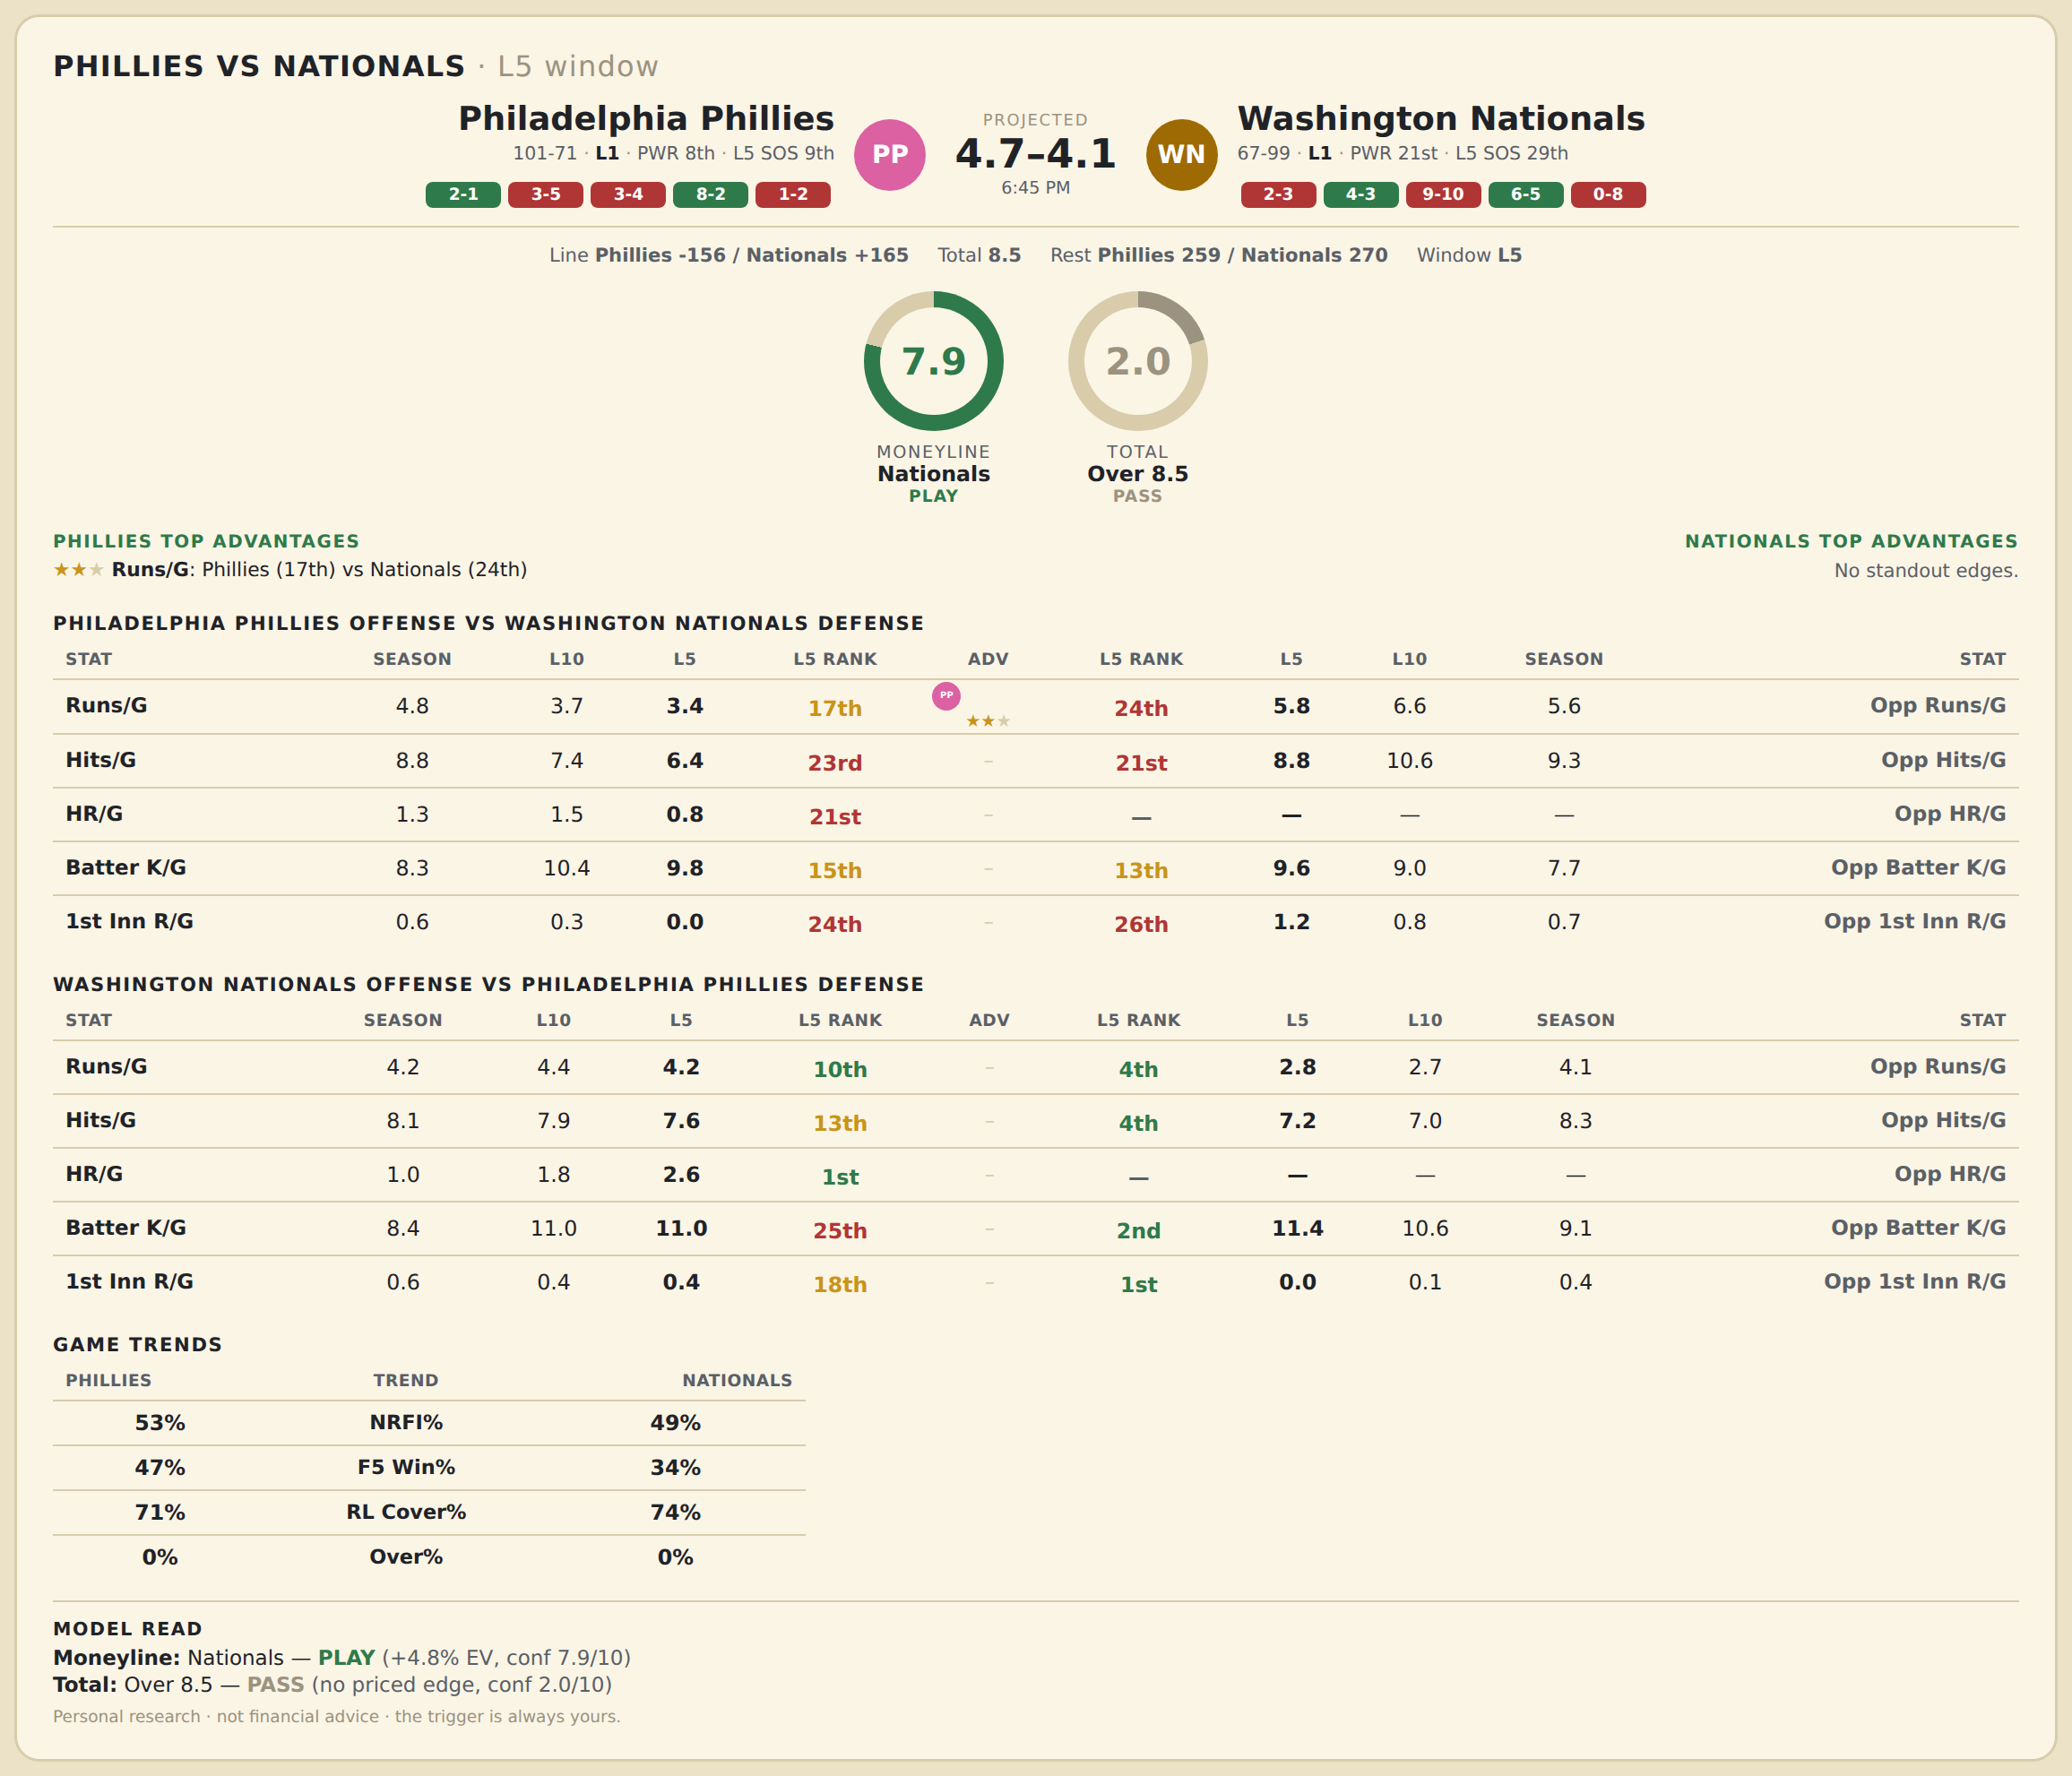 PHILLIES VS NATIONALS · L5 window
Philadelphia Phillies
101-71 · L1 · PWR 8th · L5 SOS 9th
2-1 3-5 3-4 8-2 1-2
PP
PROJECTED
4.7–4.1
6:45 PM
WN
Washington Nationals
67-99 · L1 · PWR 21st · L5 SOS 29th
2-3 4-3 9-10 6-5 0-8
Line Phillies -156 / Nationals +165 Total 8.5 Rest Phillies 259 / Nationals 270 Window L5
7.9
MONEYLINE
Nationals
PLAY
2.0
TOTAL
Over 8.5
PASS
PHILLIES TOP ADVANTAGES
★★★ Runs/G: Phillies (17th) vs Nationals (24th)
NATIONALS TOP ADVANTAGES
No standout edges.
PHILADELPHIA PHILLIES OFFENSE VS WASHINGTON NATIONALS DEFENSE
STAT SEASON L10 L5 L5 RANK ADV L5 RANK L5 L10 SEASON STAT
Runs/G 4.8 3.7 3.4 17th PP ★★★ 24th 5.8 6.6 5.6 Opp Runs/G
Hits/G 8.8 7.4 6.4 23rd – 21st 8.8 10.6 9.3 Opp Hits/G
HR/G 1.3 1.5 0.8 21st – — — — — Opp HR/G
Batter K/G 8.3 10.4 9.8 15th – 13th 9.6 9.0 7.7 Opp Batter K/G
1st Inn R/G 0.6 0.3 0.0 24th – 26th 1.2 0.8 0.7 Opp 1st Inn R/G
WASHINGTON NATIONALS OFFENSE VS PHILADELPHIA PHILLIES DEFENSE
STAT SEASON L10 L5 L5 RANK ADV L5 RANK L5 L10 SEASON STAT
Runs/G 4.2 4.4 4.2 10th – 4th 2.8 2.7 4.1 Opp Runs/G
Hits/G 8.1 7.9 7.6 13th – 4th 7.2 7.0 8.3 Opp Hits/G
HR/G 1.0 1.8 2.6 1st – — — — — Opp HR/G
Batter K/G 8.4 11.0 11.0 25th – 2nd 11.4 10.6 9.1 Opp Batter K/G
1st Inn R/G 0.6 0.4 0.4 18th – 1st 0.0 0.1 0.4 Opp 1st Inn R/G
GAME TRENDS
PHILLIES TREND NATIONALS
53% NRFI% 49%
47% F5 Win% 34%
71% RL Cover% 74%
0% Over% 0%
MODEL READ
Moneyline: Nationals — PLAY (+4.8% EV, conf 7.9/10)
Total: Over 8.5 — PASS (no priced edge, conf 2.0/10)
Personal research · not financial advice · the trigger is always yours.